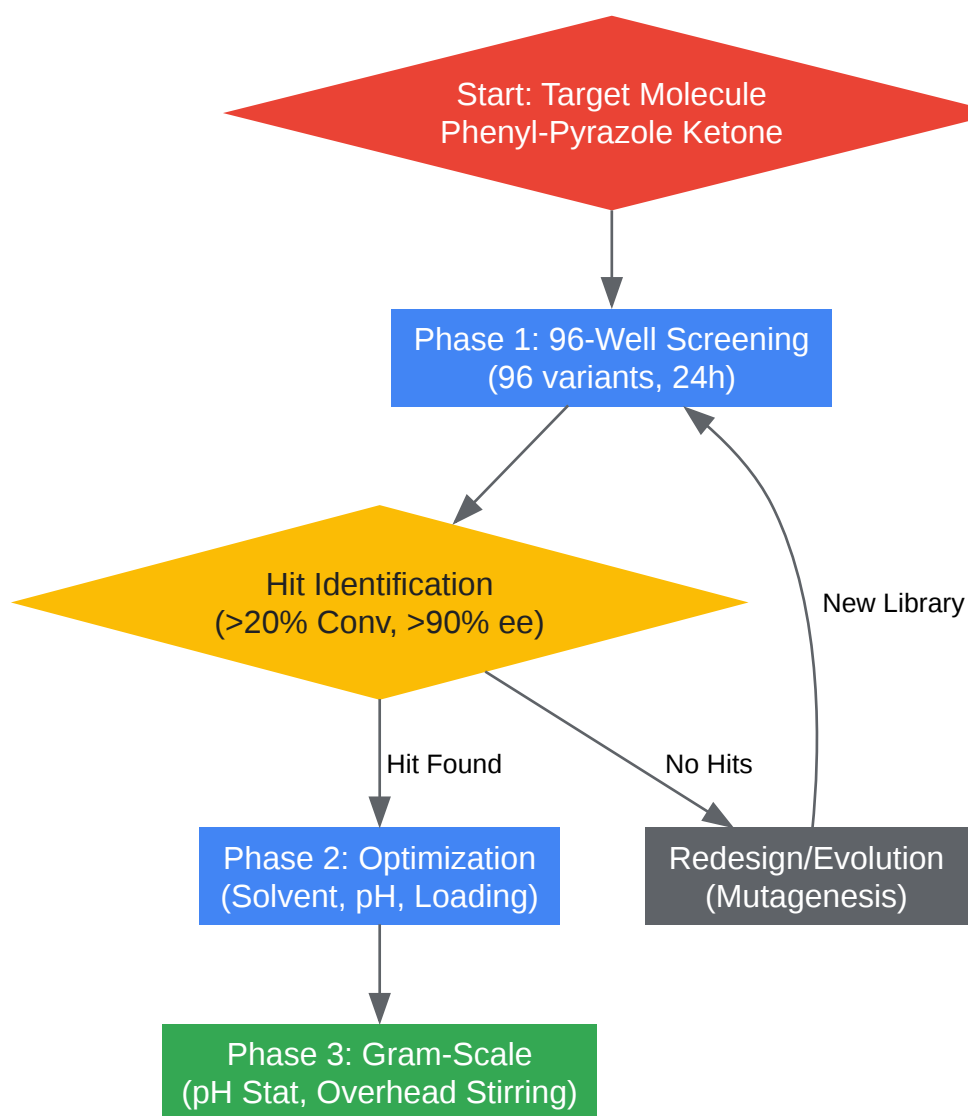 Start: Target Molecule
Phenyl-Pyrazole Ketone
Phase 1: 96-Well Screening
(96 variants, 24h)
Hit Identification
(>20% Conv, >90% ee)
New Library
Hit Found
No Hits
Phase 2: Optimization
(Solvent, pH, Loading)
Redesign/Evolution
(Mutagenesis)
Phase 3: Gram-Scale
(pH Stat, Overhead Stirring)